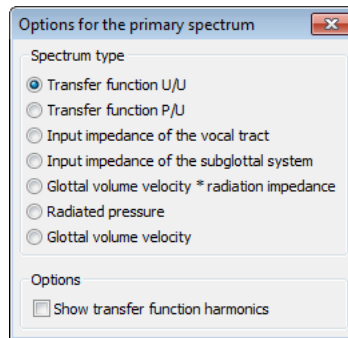 Options for the primary spectrum
Spectrum type
Transfer function U/U
Transfer function P/U
Input impedance of the vocal tract
Input impedance of the subglottal system
Glottal volume velocity * radiation impedance
Radiated pressure
Glottal volume velocity
Options
Show transfer function harmonics